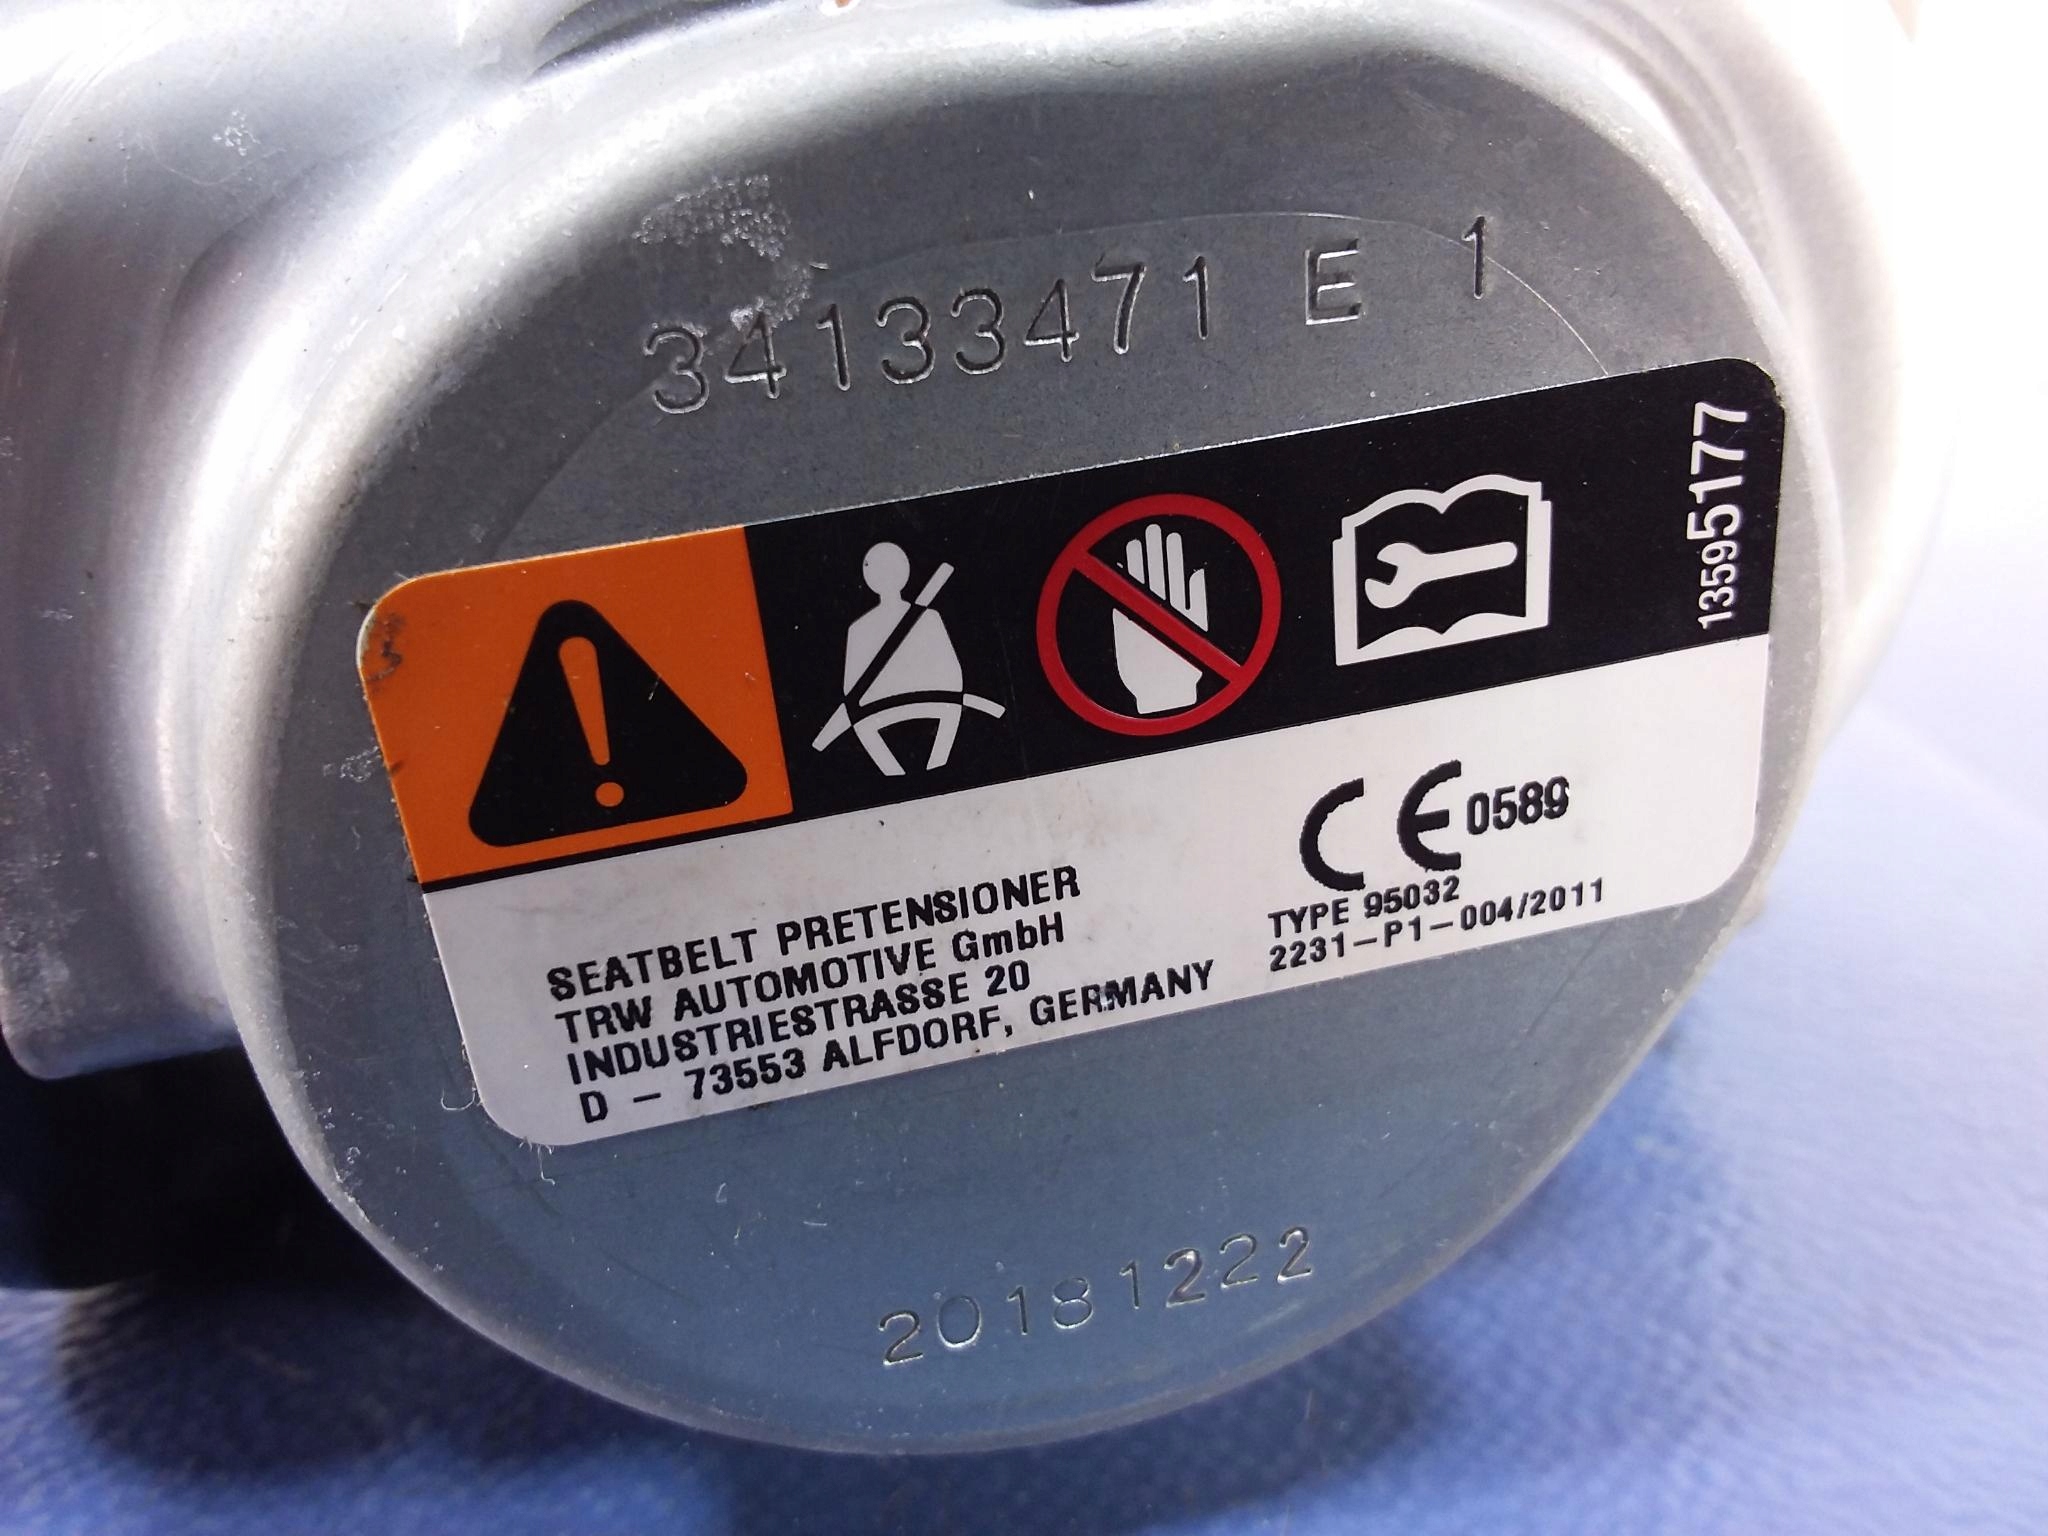 34133471 E 1
13595177
CE 0589
TYPE 95032
2231-P1-004/2011
SEATBELT PRETENSIONER
TRW AUTOMOTIVE GmbH
INDUSTRIESTRASSE 20
D - 73553 ALFDORF, GERMANY
20181222